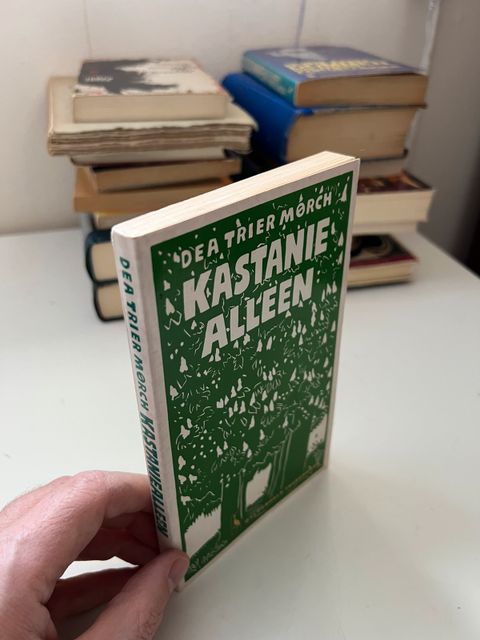 DEA TRIER MØRCH
KASTANIE
ALLEEN
DEA TRIER MØRCH KASTANIEALLEEN